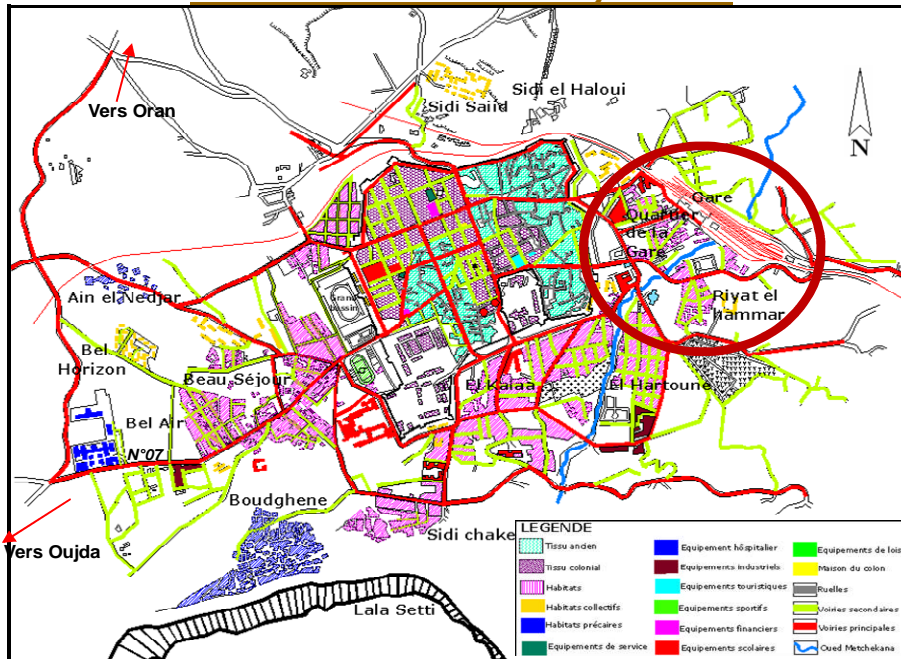 Vers Oran
Sidi Saiid
Sidi el Haloui
N
Gare
Quartier
de la
Gare
Ain el Nedjar
Grand
bassin
Riyat el
hammar
Bel
Horizon
Beau Séjour
El Kalaa
El Hartoune
Bel Air
N°07
Boudghene
Sidi chake
Vers Oujda
Lala Setti
LEGENDE
Tissu ancien
Tissu colonial
Habitats
Habitats collectifs
Habitats précaires
Equipements de service
Equipement hôspitalier
Equipements industriels
Equipements touristiques
Equipements sportifs
Equipements financiers
Equipements scolaires
Equipements de lois
Maison du colon
Ruelles
Voiries secondaires
Voiries principales
Oued Metchekana